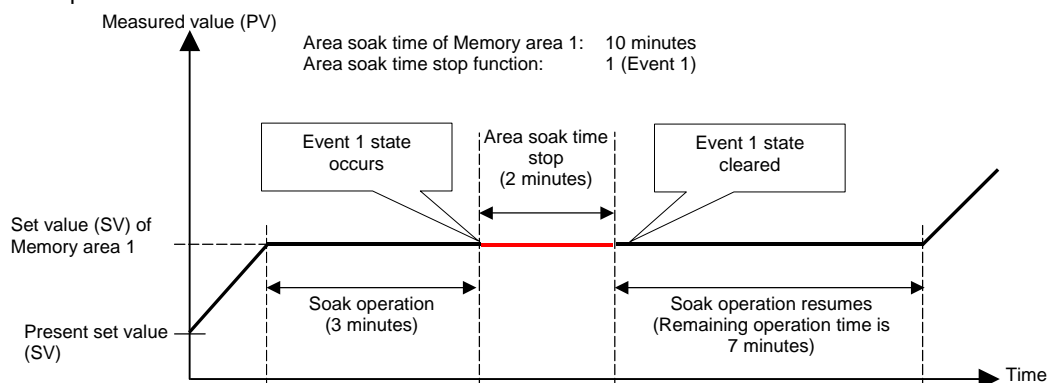 Measured value (PV)
Area soak time of Memory area 1: 10 minutes
Area soak time stop function: 1 (Event 1)
Event 1 state
occurs
Area soak time
stop
(2 minutes)
Event 1 state
cleared
Set value (SV) of
Memory area 1
Soak operation
(3 minutes)
Soak operation resumes
(Remaining operation time is
7 minutes)
Present set value
(SV)
Time